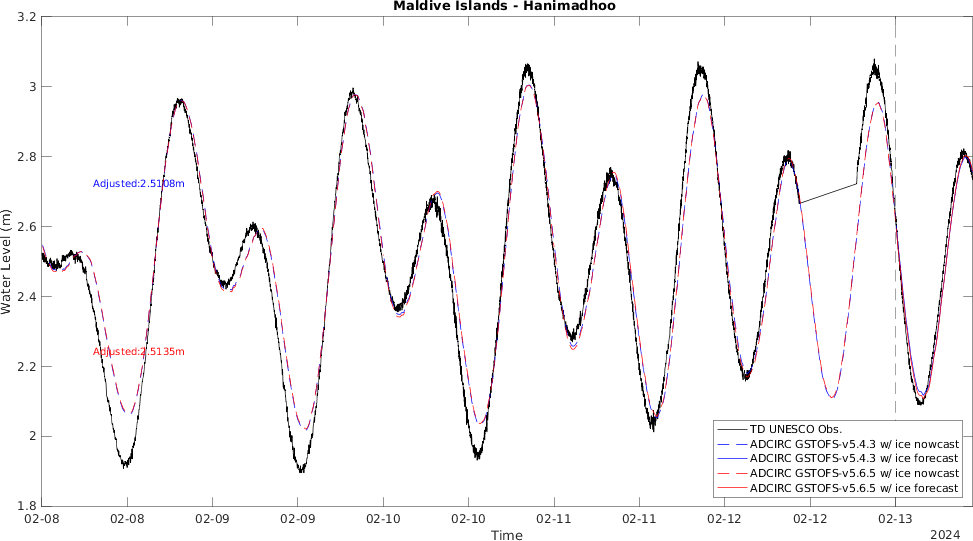 Maldive Islands - Hanimadhoo
3.2
3
2.8
2.6
2.4
2.2
2
1.8
Water Level (m)
Adjusted:2.5108m
Adjusted:2.5135m
TD UNESCO Obs.
ADCIRC GSTOFS-v5.4.3 w/ ice nowcast
ADCIRC GSTOFS-v5.4.3 w/ ice forecast
ADCIRC GSTOFS-v5.6.5 w/ ice nowcast
ADCIRC GSTOFS-v5.6.5 w/ ice forecast
02-08 02-08 02-09 02-09 02-10 02-10 02-11 02-11 02-12 02-12 02-13
Time
2024